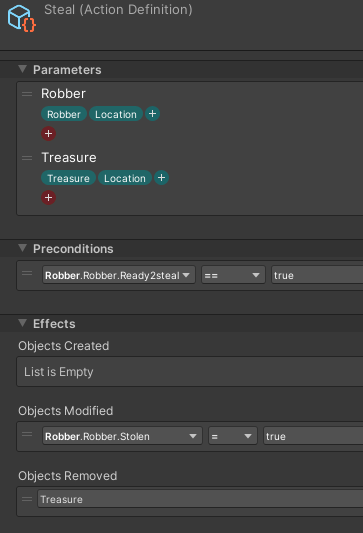 Steal (Action Definition)
Parameters
Robber
Robber Location +
+
Treasure
Treasure Location +
+
Preconditions
Robber.Robber.Ready2steal == true
Effects
Objects Created
List is Empty
Objects Modified
Robber.Robber.Stolen = true
Objects Removed
Treasure